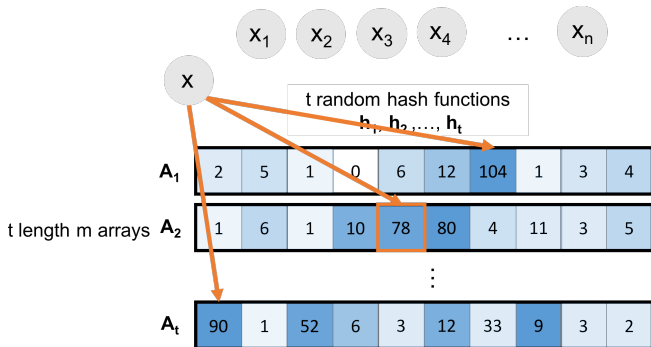 x₁ x₂ x₃ x₄ ... xₙ
x
t random hash functions
h₁, h₂ ,..., hₜ
A₁ 2 5 1 0 6 12 104 1 3 4
t length m arrays A₂ 1 6 1 10 78 80 4 11 3 5
⋮
Aₜ 90 1 52 6 3 12 33 9 3 2